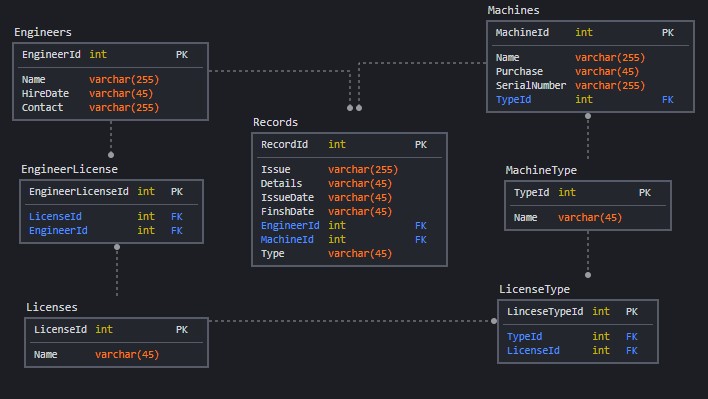 Engineers
EngineerId int PK
Name varchar(255)
HireDate varchar(45)
Contact varchar(255)
Machines
MachineId int PK
Name varchar(255)
Purchase varchar(45)
SerialNumber varchar(255)
TypeId int FK
Records
RecordId int PK
Issue varchar(255)
Details varchar(45)
IssueDate varchar(45)
FinshDate varchar(45)
EngineerId int FK
MachineId int FK
Type varchar(45)
EngineerLicense
EngineerLicenseId int PK
LicenseId int FK
EngineerId int FK
MachineType
TypeId int PK
Name varchar(45)
Licenses
LicenseId int PK
Name varchar(45)
LicenseType
LinceseTypeId int PK
TypeId int FK
LicenseId int FK